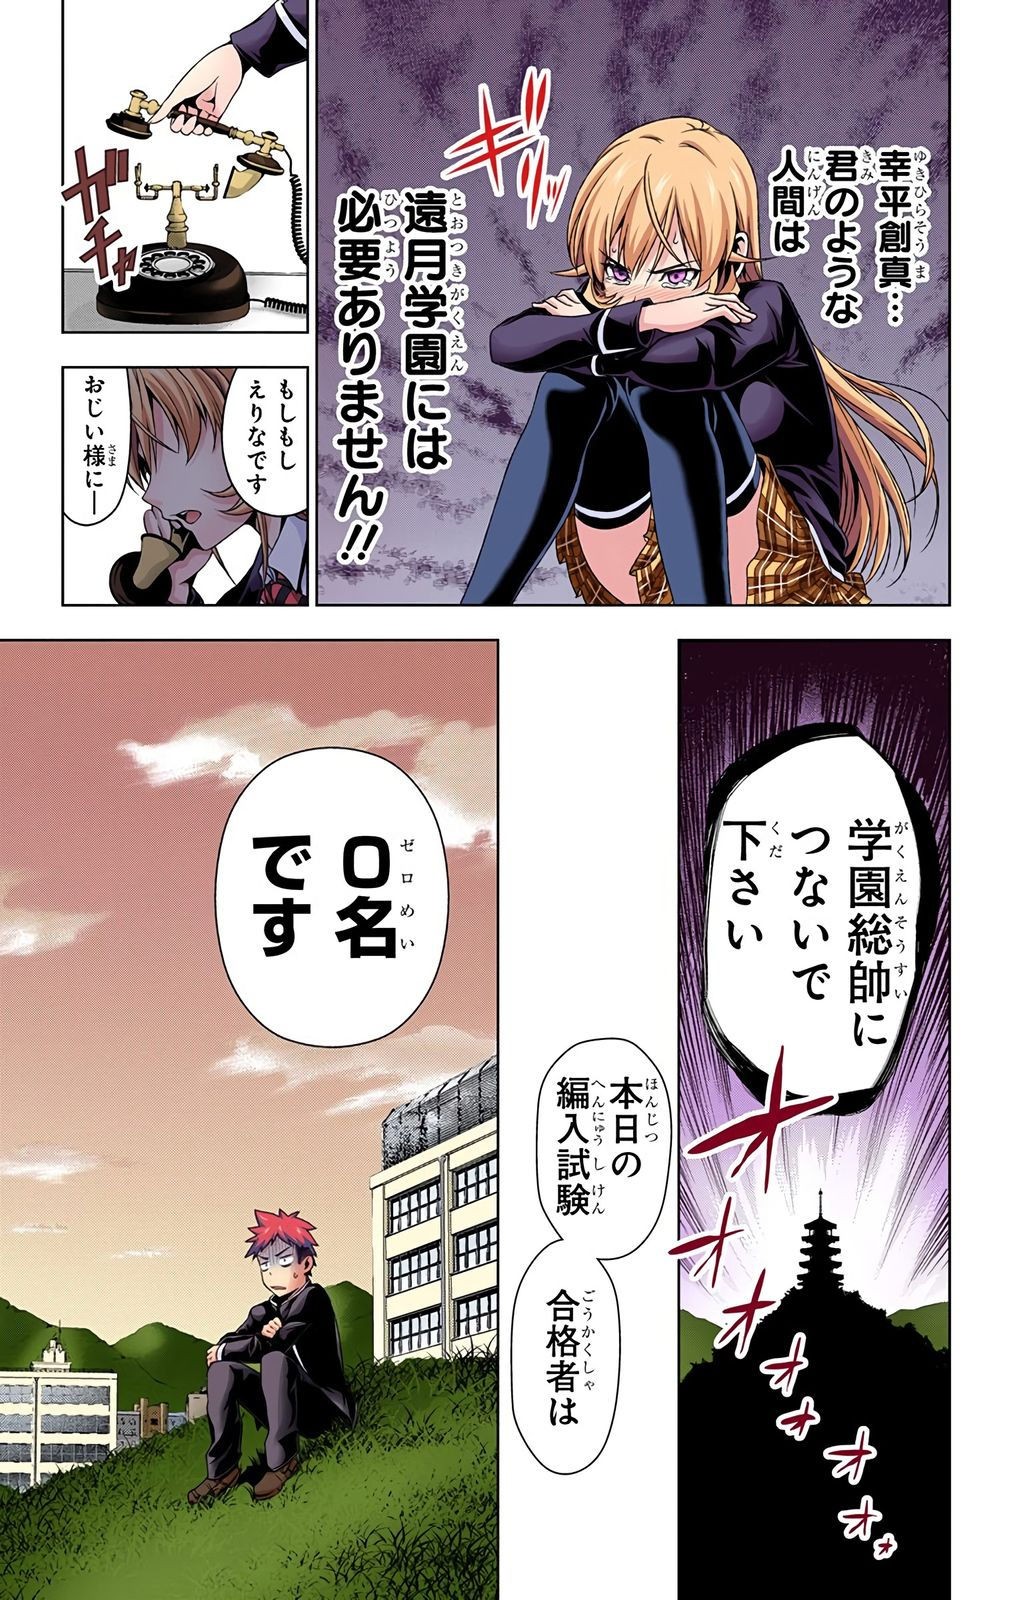 幸平創真…
君のような
人間は
ギリッ
遠月学園には
必要ありません!!
ガチャ
もしもし
えりなです
おじい様に—
学園総帥に
つないで
下さい
オオオオオオ
本日の
編入試験
合格者は
0名
です